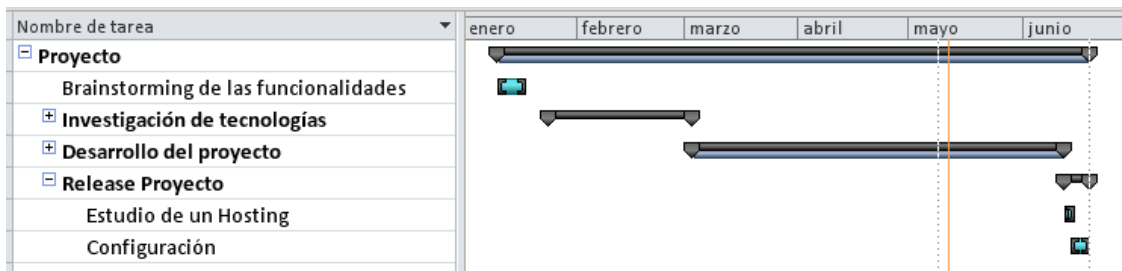 Nombre de tarea
enero febrero marzo abril mayo junio
Proyecto
Brainstorming de las funcionalidades
Investigación de tecnologías
Desarrollo del proyecto
Release Proyecto
Estudio de un Hosting
Configuración